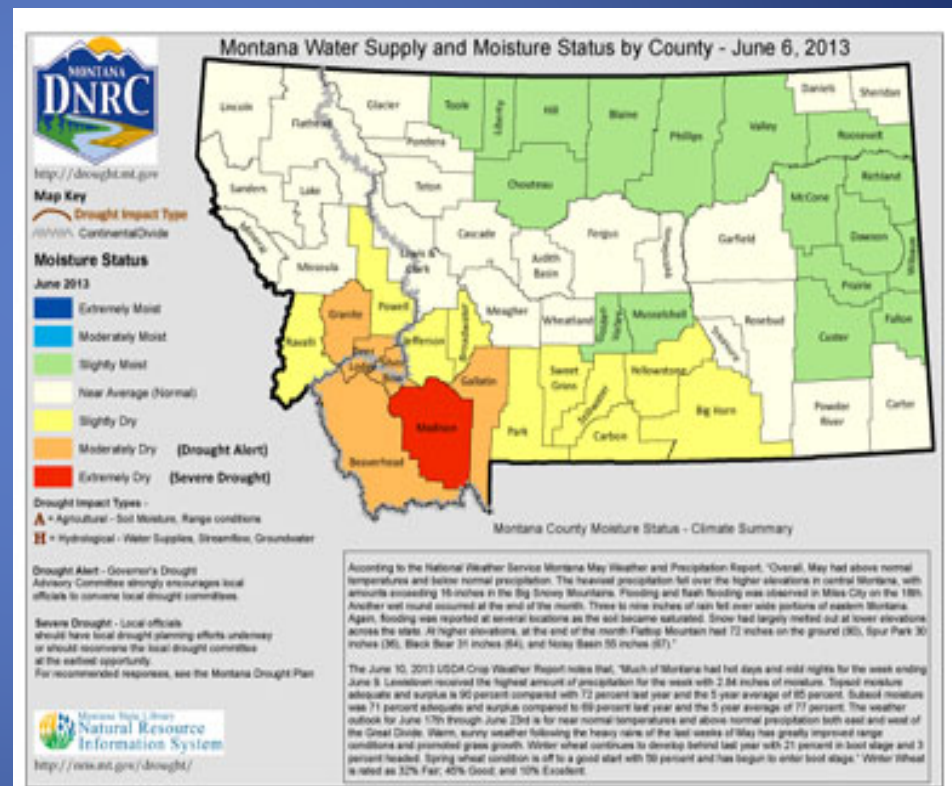 Montana Water Supply and Moisture Status by County - June 6, 2013
MONTANA
DNRC
http://drought.mt.gov
Map Key
Drought Impact Type
Continental Divide
Moisture Status
June 2013
Extremely Moist
Moderately Moist
Slightly Moist
Near Average (Normal)
Slightly Dry
Moderately Dry (Drought Alert)
Extremely Dry (Severe Drought)
Drought Impact Types -
A = Agricultural - Soil Moisture, Range conditions
H = Hydrological - Water Supplies, Streamflow, Groundwater
Drought Alert - Governor's Drought
Advisory Committee strongly encourages local
officials to convene local drought committees.
Severe Drought - Local officials
should have local drought planning efforts underway
or should reconvene the local drought committee
at the earliest opportunity.
For recommended responses, see the Montana Drought Plan
Montana State Library
Natural Resource
Information System
http://nris.mt.gov/drought/
Lincoln
Flathead
Glacier
Toole
Liberty
Hill
Blaine
Phillips
Valley
Daniels
Sheridan
Roosevelt
Pondera
Teton
Chouteau
Richland
McCone
Dawson
Wibaux
Sanders
Lake
Mineral
Missoula
Lewis &
Clark
Cascade
Judith
Basin
Fergus
Petroleum
Garfield
Prairie
Fallon
Custer
Powell
Granite
Ravalli
Jefferson
Broadwater
Meagher
Wheatland
Golden
Valley
Musselshell
Rosebud
Treasure
Deer
Lodge
Silver
Bow
Gallatin
Madison
Beaverhead
Park
Sweet
Grass
Stillwater
Yellowstone
Carbon
Big Horn
Powder
River
Carter
Montana County Moisture Status - Climate Summary
According to the National Weather Service Montana May Weather and Precipitation Report, "Overall, May had above normal
temperatures and below normal precipitation. The heaviest precipitation fell over the higher elevations in central Montana, with
amounts exceeding 16 inches in the Big Snowy Mountains. Flooding and flash flooding was observed in Miles City on the 18th.
Another wet round occurred at the end of the month. Three to nine inches of rain fell over wide portions of eastern Montana.
Again, flooding was reported at several locations as the soil became saturated. Snow had largely melted out at lower elevations
across the state. At higher elevations, at the end of the month Flattop Mountain had 72 inches on the ground (90), Spur Park 30
inches (36), Black Bear 31 inches (64), and Noisy Basin 55 inches (67)."
The June 10, 2013 USDA Crop Weather Report notes that, "Much of Montana had hot days and mild nights for the week ending
June 9. Lewistown received the highest amount of precipitation for the week with 2.84 inches of moisture. Topsoil moisture
adequate and surplus is 90 percent compared with 72 percent last year and the 5 year average of 85 percent. Subsoil moisture
was 71 percent adequate and surplus compared to 69 percent last year and the 5 year average of 77 percent. The weather
outlook for June 17th through June 23rd is for near normal temperatures and above normal precipitation both east and west of
the Great Divide. Warm, sunny weather following the heavy rains of the last weeks of May has greatly improved range
conditions and promoted grass growth. Winter wheat continues to develop behind last year with 21 percent in boot stage and 3
percent headed. Spring wheat condition is off to a good start with 59 percent and has begun to enter boot stage." Winter Wheat
is rated as 32% Fair; 45% Good; and 10% Excellent.